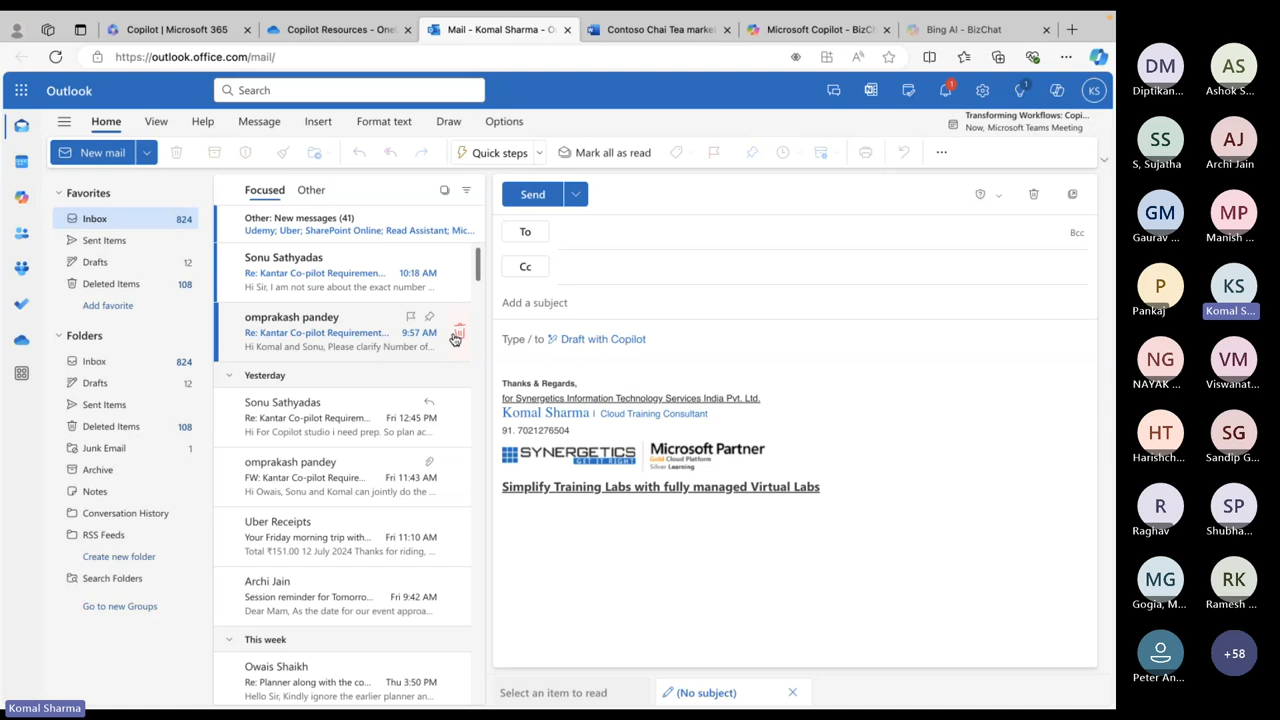 Copilot | Microsoft 365
Copilot Resources - One
Mail - Komal Sharma - O
Contoso Chai Tea market
Microsoft Copilot - BizCh
Bing AI - BizChat
https://outlook.office.com/mail/
Outlook
Search
1
1
KS
Home View Help Message Insert Format text Draw Options
Transforming Workflows: Copi...
Now, Microsoft Teams Meeting
New mail
Quick steps
Mark all as read
Favorites
Inbox 824
Sent Items
Drafts 12
Deleted Items 108
Add favorite
Folders
Inbox 824
Drafts 12
Sent Items
Deleted Items 108
Junk Email 1
Archive
Notes
Conversation History
RSS Feeds
Create new folder
Search Folders
Go to new Groups
Focused Other
Other: New messages (41)
Udemy; Uber; SharePoint Online; Read Assistant; Mic...
Sonu Sathyadas
Re: Kantar Co-pilot Requiremen... 10:18 AM
Hi Sir, I am not sure about the exact number ...
omprakash pandey
Re: Kantar Co-pilot Requirement... 9:57 AM
Hi Komal and Sonu, Please clarify Number of...
Yesterday
Sonu Sathyadas
Re: Kantar Co-pilot Requirem... Fri 12:45 PM
Hi For Copilot studio i need prep. So plan ac...
omprakash pandey
FW: Kantar Co-pilot Require... Fri 11:43 AM
Hi Owais, Sonu and Komal can jointly do the ...
Uber Receipts
Your Friday morning trip with... Fri 11:10 AM
Total ₹151.00 12 July 2024 Thanks for riding, ...
Archi Jain
Session reminder for Tomorro... Fri 9:42 AM
Dear Mam, As the date for our event approa...
This week
Owais Shaikh
Re: Planner along with the co... Thu 3:50 PM
Hello Sir, Kindly ignore the earlier planner an...
Send
To
Bcc
Cc
Add a subject
Type / to Draft with Copilot
Thanks & Regards,
for Synergetics Information Technology Services India Pvt. Ltd.
Komal Sharma | Cloud Training Consultant
91. 7021276504
SYNERGETICS
GET IT RIGHT
Microsoft Partner
Gold Cloud Platform
Silver Learning
Simplify Training Labs with fully managed Virtual Labs
Select an item to read
(No subject)
DM
Diptikan...
AS
Ashok S...
SS
S, Sujatha
AJ
Archi Jain
GM
Gaurav ...
MP
Manish ...
P
Pankaj
KS
Komal S...
NG
NAYAK ...
VM
Viswanat...
HT
Harishch...
SG
Sandip G...
R
Raghav
SP
Shubha...
MG
Gogia, M...
RK
Ramesh ...
Peter An...
+58
Komal Sharma